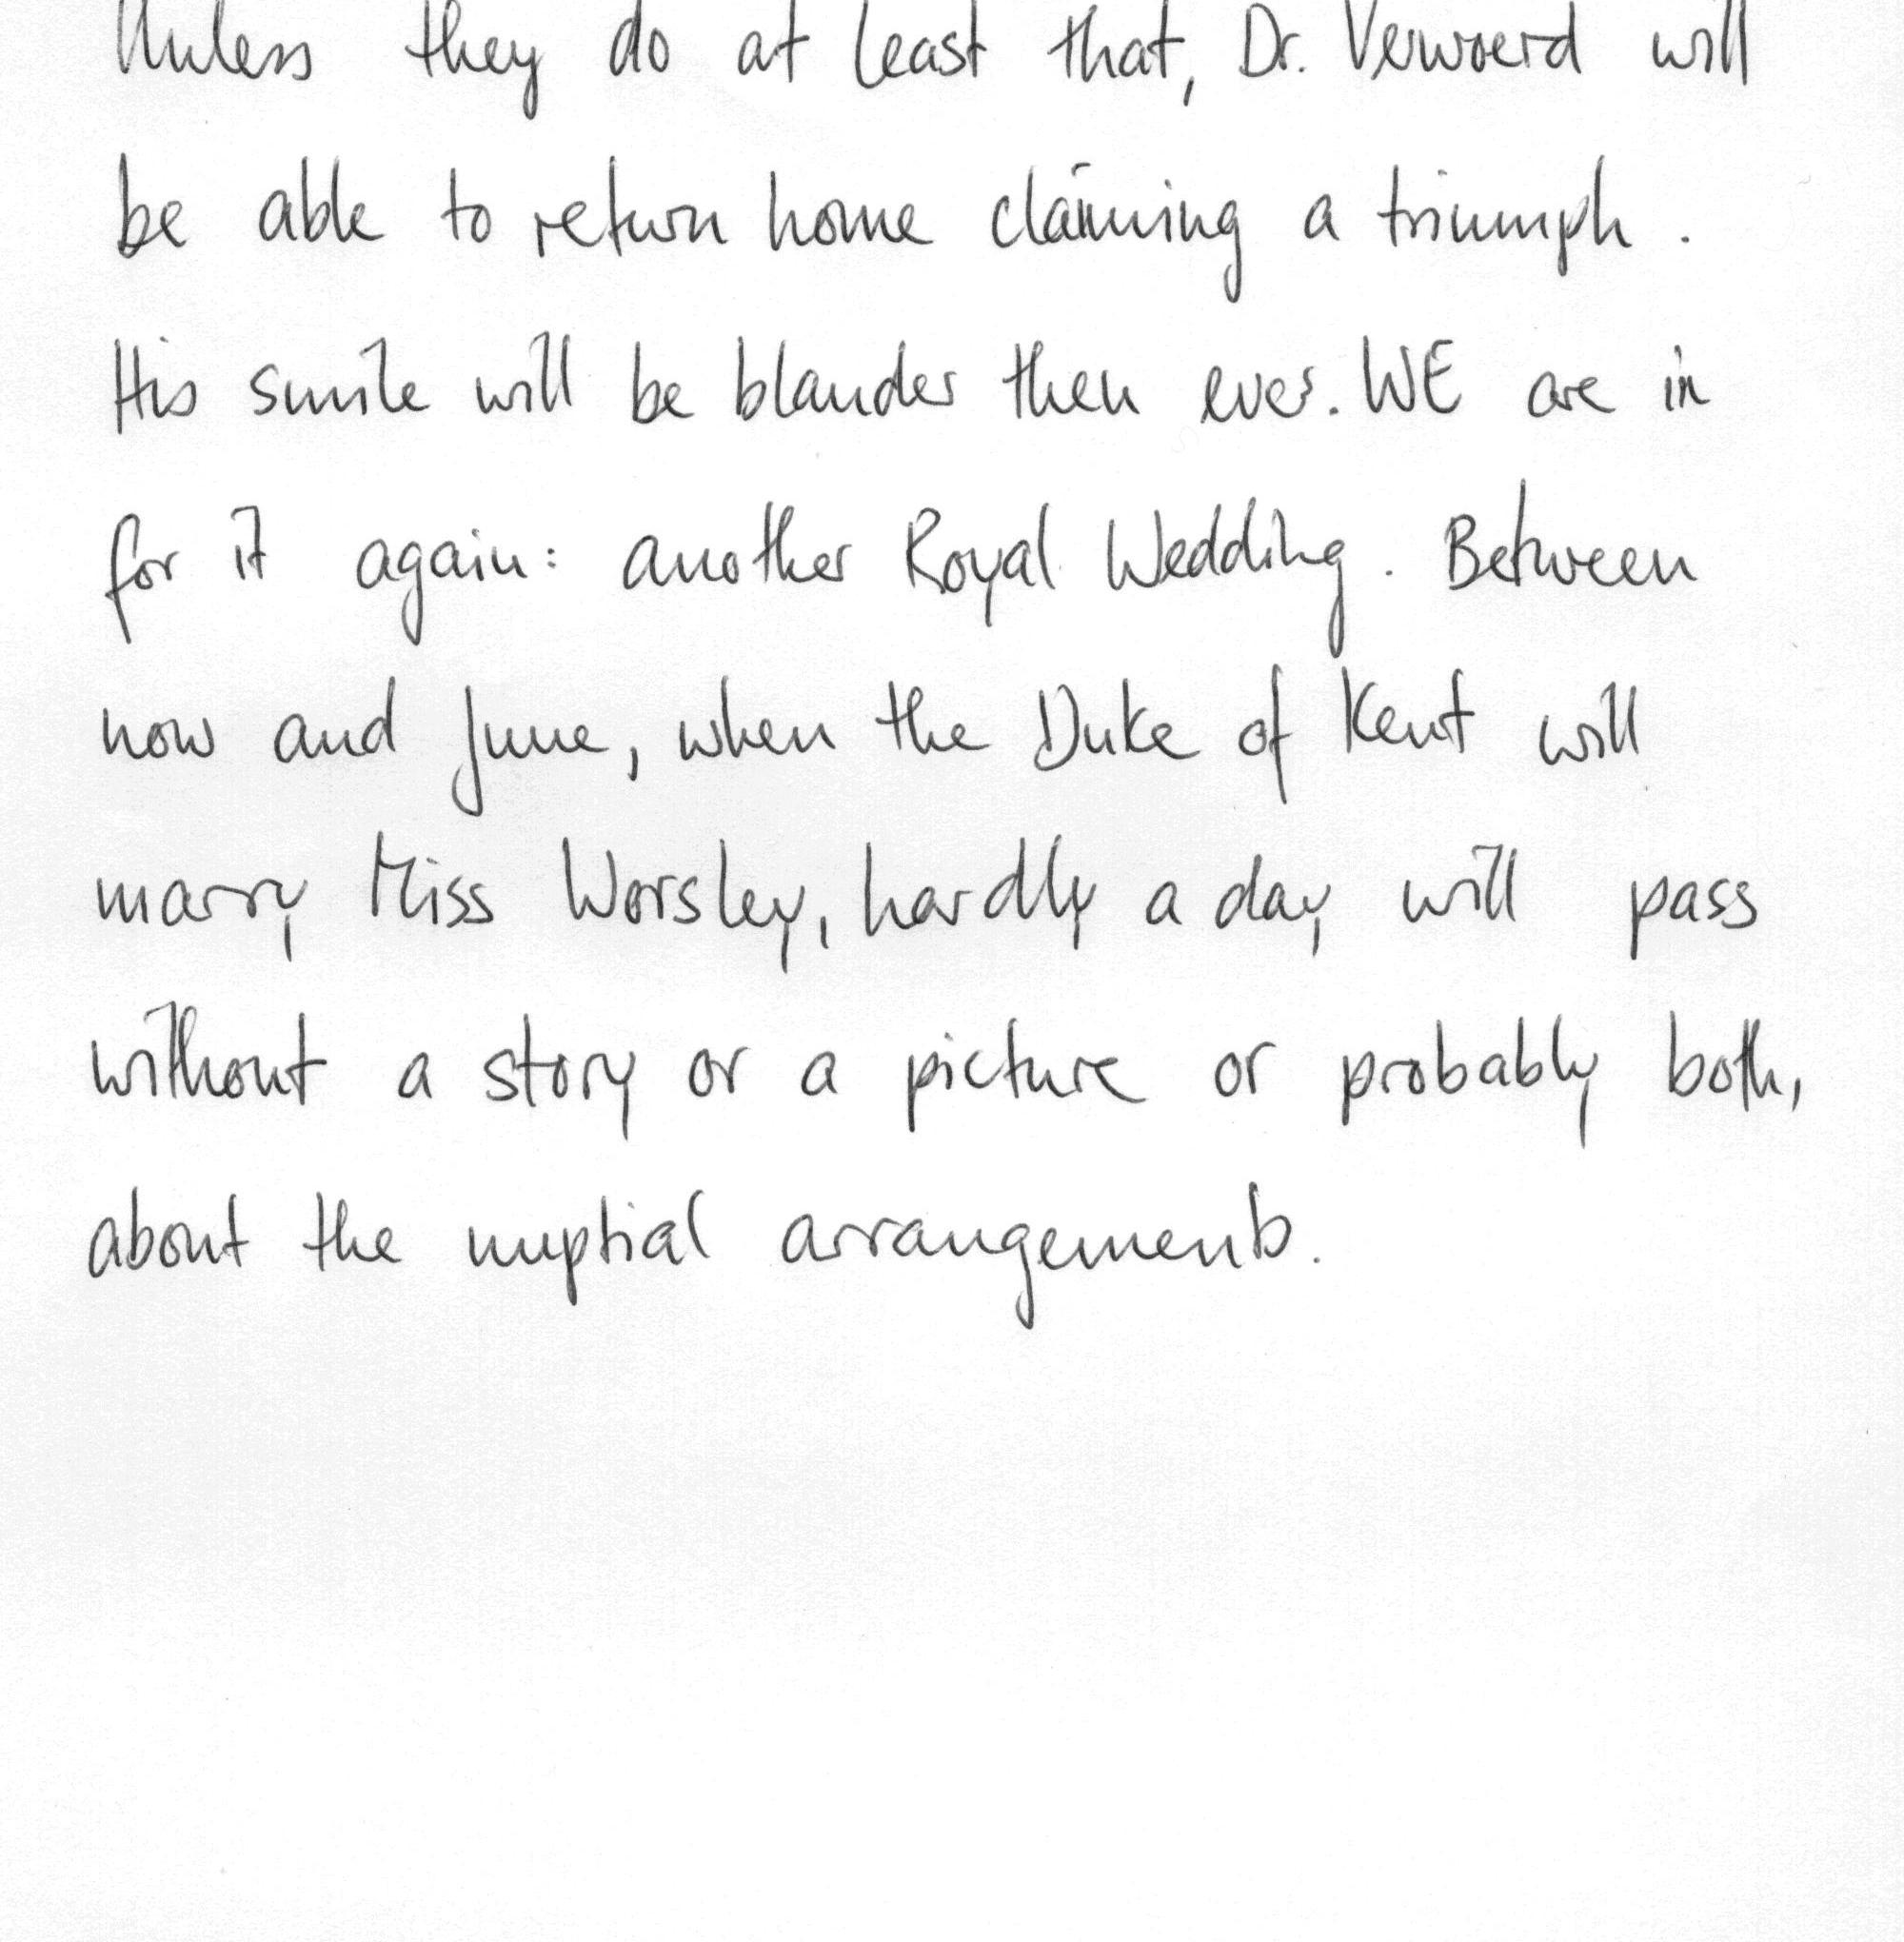 Unless they do at least that, Dr. Verwoerd will
be able to return home claiming a triumph.
His smile will be blander then ever. WE are in
for it again: another Royal Wedding. Between
now and June, when the Duke of Kent will
marry Miss Worsley, hardly a day will pass
without a story or a picture or probably both,
about the nuptial arrangements.